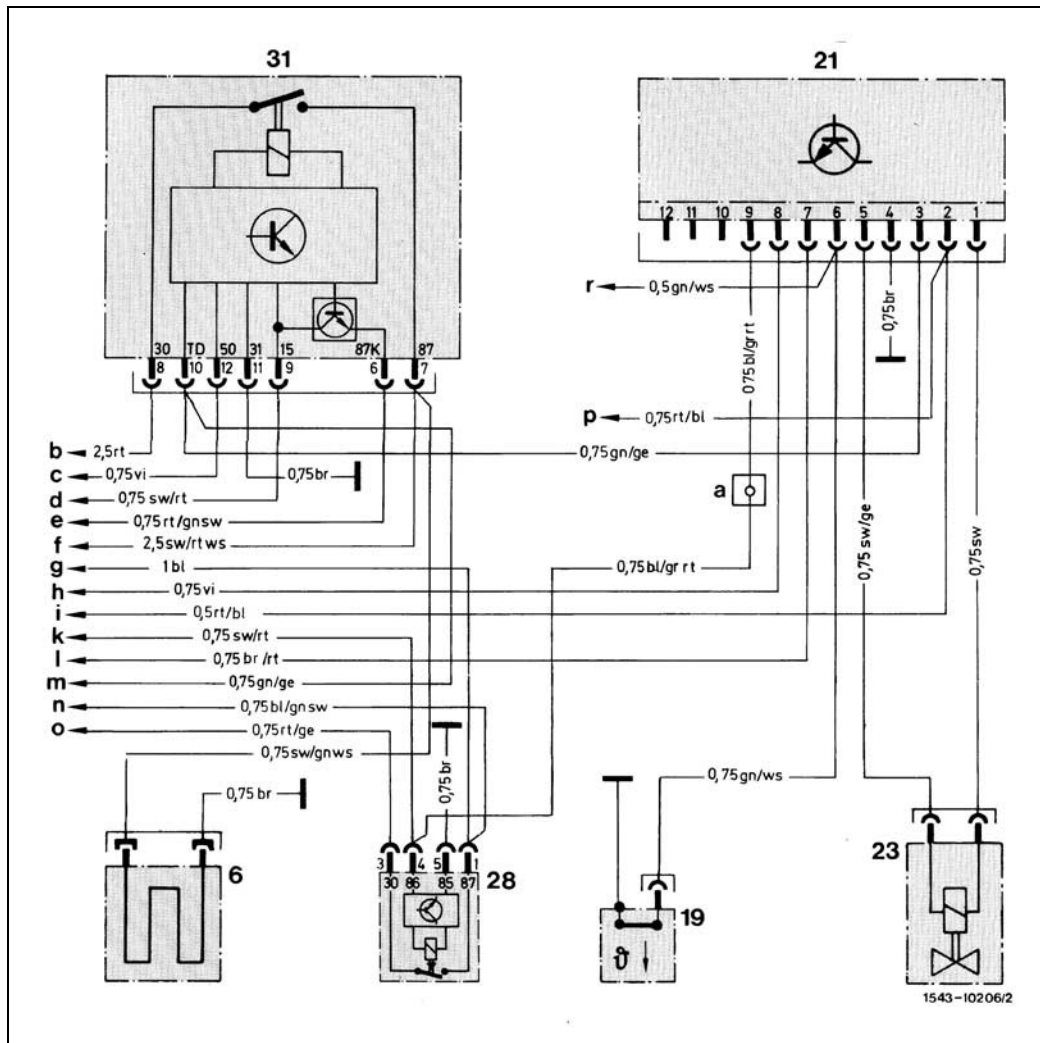 31
21
12 11 10 9 8 7 6 5 4 3 2 1
r 0,5 gn/ws
0,75 br
0,75 bl/gr rt
30 TD 50 31 15 87K 87
8 10 12 11 9 6 7
p 0,75 rt/bl
b 2,5 rt
0,75 gn/ge
c 0,75 vi
0,75 br
d 0,75 sw/rt
a
e 0,75 rt/gnsw
f 2,5 sw/rt ws
0,75 sw/ge
0,75 sw
g 1 bl
0,75 bl/gr rt
h 0,75 vi
i 0,5 rt/bl
k 0,75 sw/rt
l 0,75 br/rt
m 0,75 gn/ge
n 0,75 bl/gnsw
o 0,75 rt/ge
0,75 sw/gnws
0,75 br
0,75 gn/ws
0,75 br
3 4 5 1
30 86 85 87
6
28
19
23
ϑ
1543-10206/2